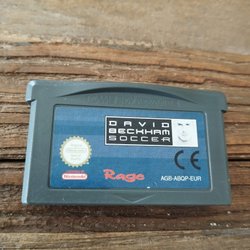 GAME BOY ADVANCE
DAVID
BECKHAM
SOCCER
Nintendo
Rage
CE
AGB-ABQP-EUR